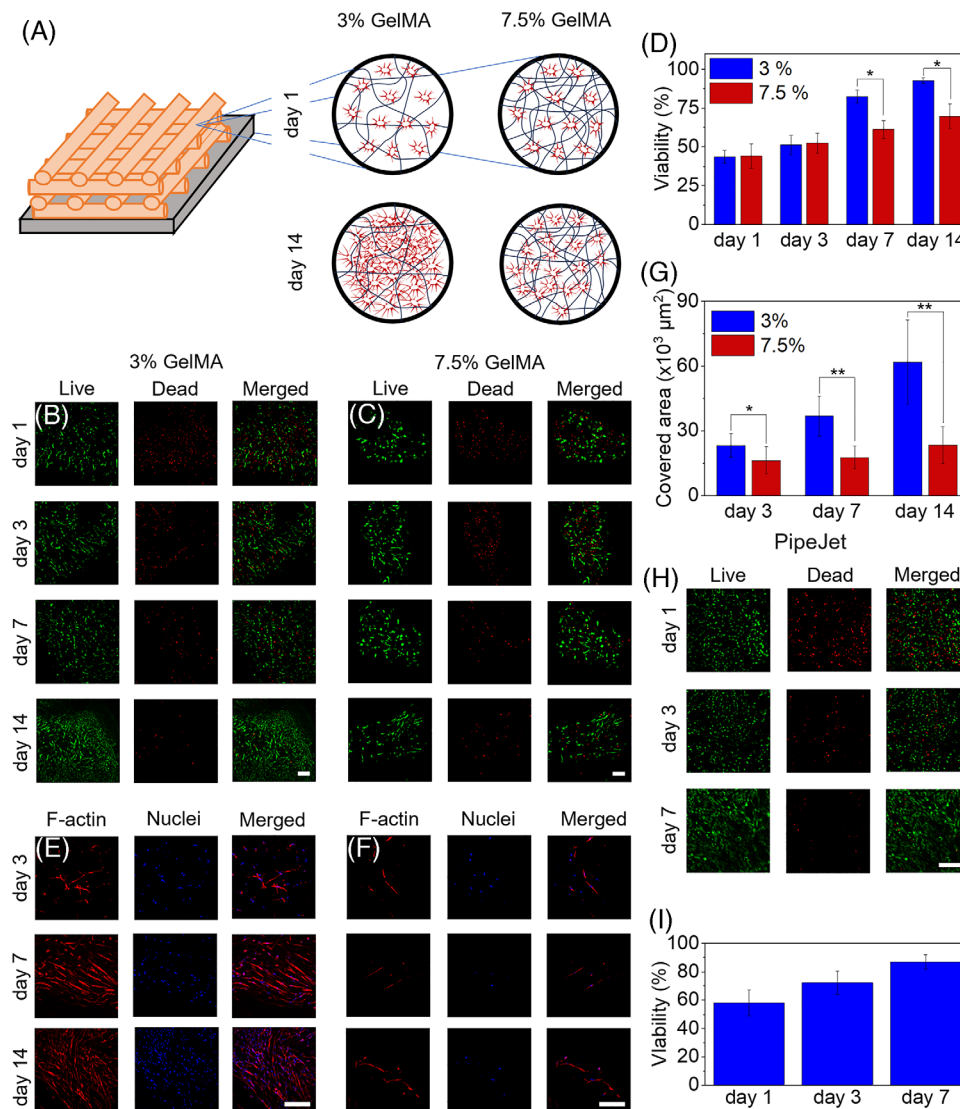 (A)
3% GelMA
7.5% GelMA
day 1
day 14
3% GelMA
7.5% GelMA
Live
Dead
Merged
Live
Dead
Merged
(B)
(C)
day 1
day 3
day 7
day 14
F-actin
Nuclei
Merged
F-actin
Nuclei
Merged
(E)
(F)
day 3
day 7
day 14
(D)
Viability (%)
100
75
50
25
0
3 %
7.5 %
*
*
day 1
day 3
day 7
day 14
(G)
Covered area (x10³ µm²)
90
60
30
0
3%
7.5%
*
**
**
day 3
day 7
day 14
PipeJet
(H)
Live
Dead
Merged
day 1
day 3
day 7
(I)
VIability (%)
100
80
60
40
20
0
day 1
day 3
day 7